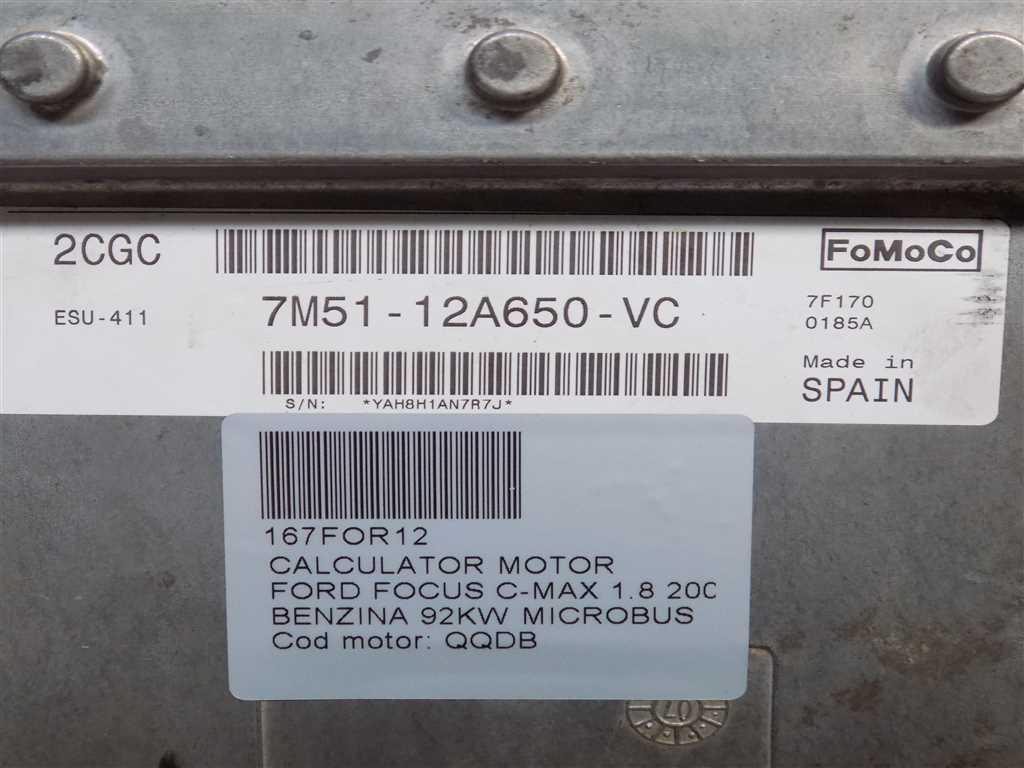 2CGC
FoMoCo
7F170
ESU-411
7M51-12A650-VC
0185A
Made in
SPAIN
S/N: *YAH8H1AN7R7J*
167FOR12
CALCULATOR MOTOR
FORD FOCUS C-MAX 1.8 200
BENZINA 92KW MICROBUS
Cod motor: QQDB
07